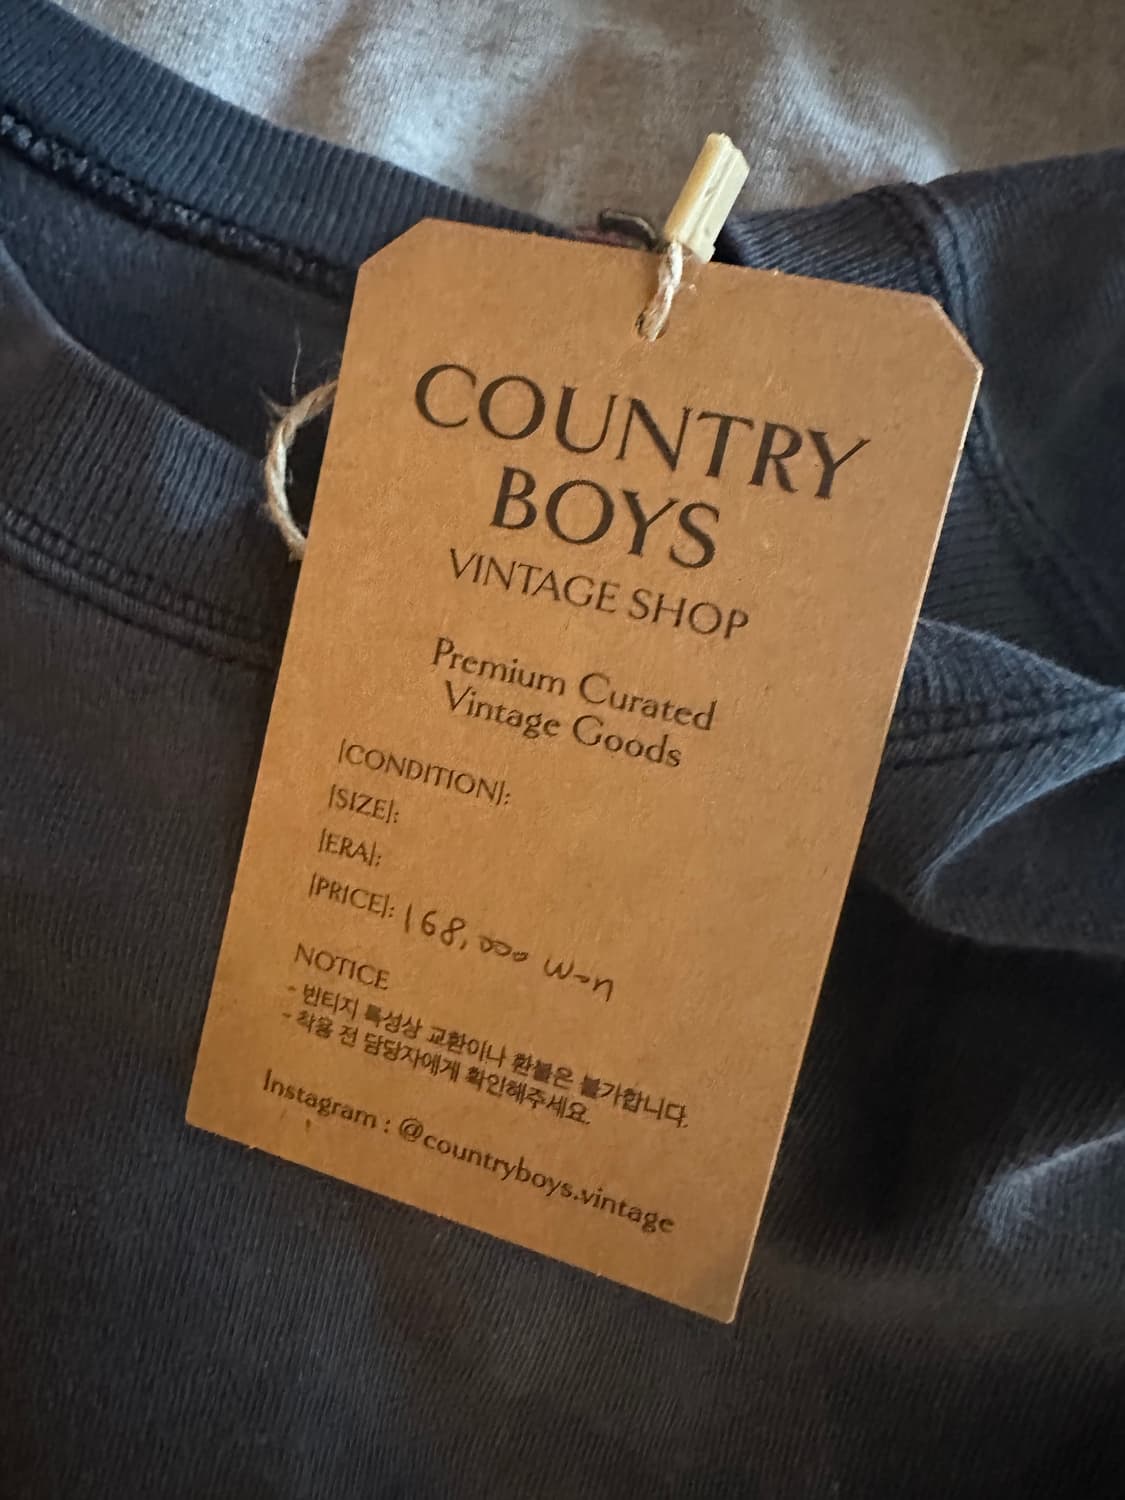 COUNTRY
BOYS
VINTAGE SHOP
Premium Curated
Vintage Goods
|CONDITION|:
|SIZE|:
|ERA|:
|PRICE|: 168,000 won
NOTICE
- 빈티지 특성상 교환이나 환불은 불가합니다.
- 착용 전 담당자에게 확인해주세요.
Instagram : @countryboys.vintage